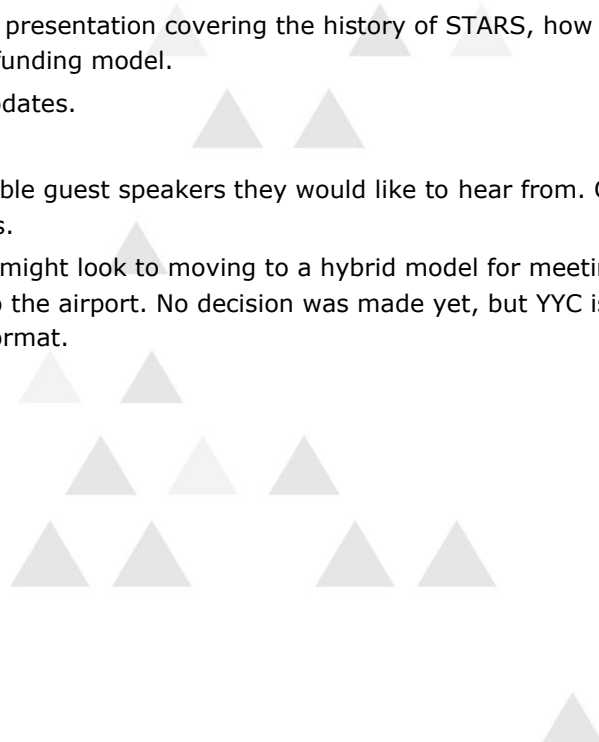 presentation covering the history of STARS, how
funding model.
dates.
ble guest speakers they would like to hear from.
s.
might look to moving to a hybrid model for meetin
the airport. No decision was made yet, but YYC is
ormat.